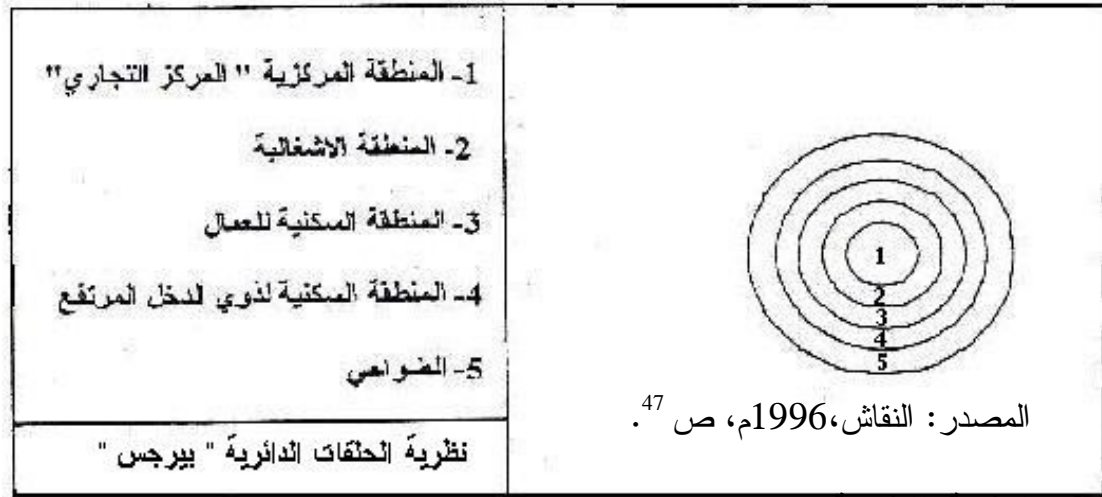 1- المنطقة المركزية " المركز التجاري"
2- المنطقة الاشغالية
3- المنطقة السكنية للعمال
4- المنطقة السكنية لذوي الدخل المرتفع
5- الضواحي
نظرية الحلقات الدائرية " بيرجس "
1
2
3
4
5
المصدر: النقاش،1996م، ص 47.